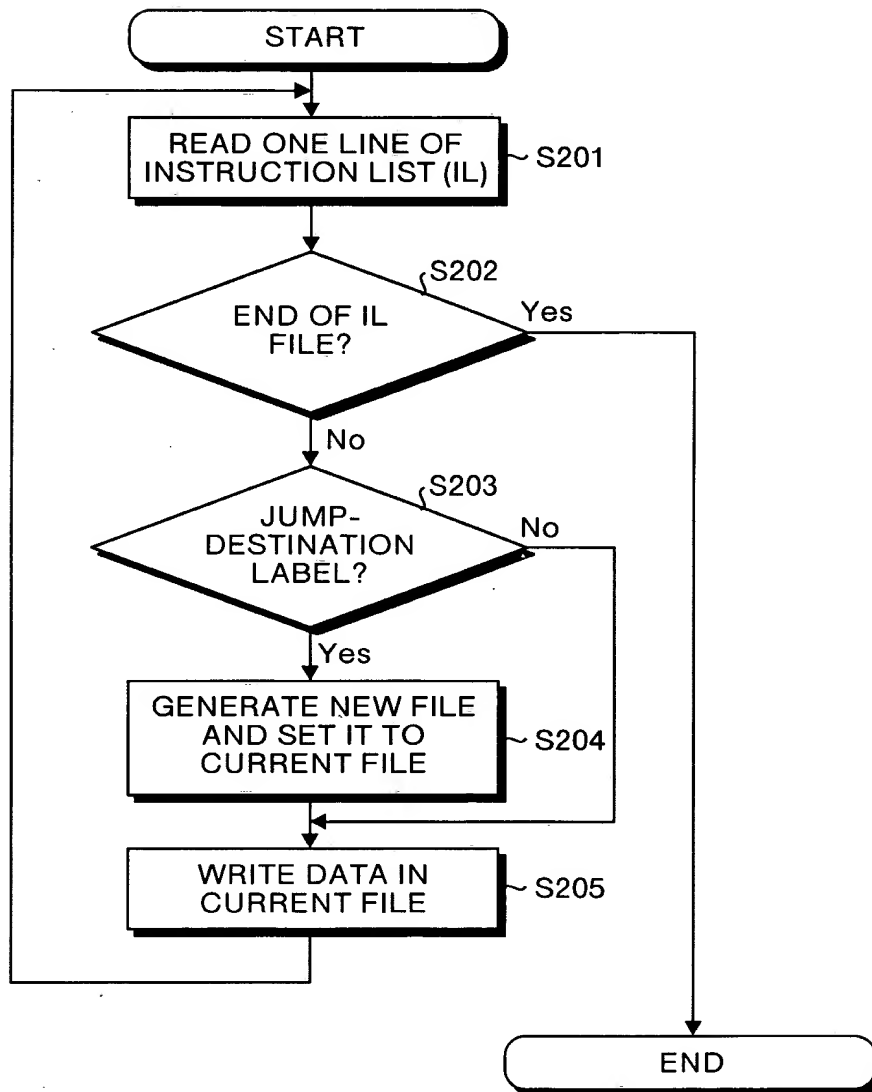 START
READ ONE LINE OF
INSTRUCTION LIST (IL)
S201
S202
END OF IL
FILE?
Yes
No
S203
JUMP-
DESTINATION
LABEL?
No
Yes
GENERATE NEW FILE
AND SET IT TO
CURRENT FILE
S204
WRITE DATA IN
CURRENT FILE
S205
END